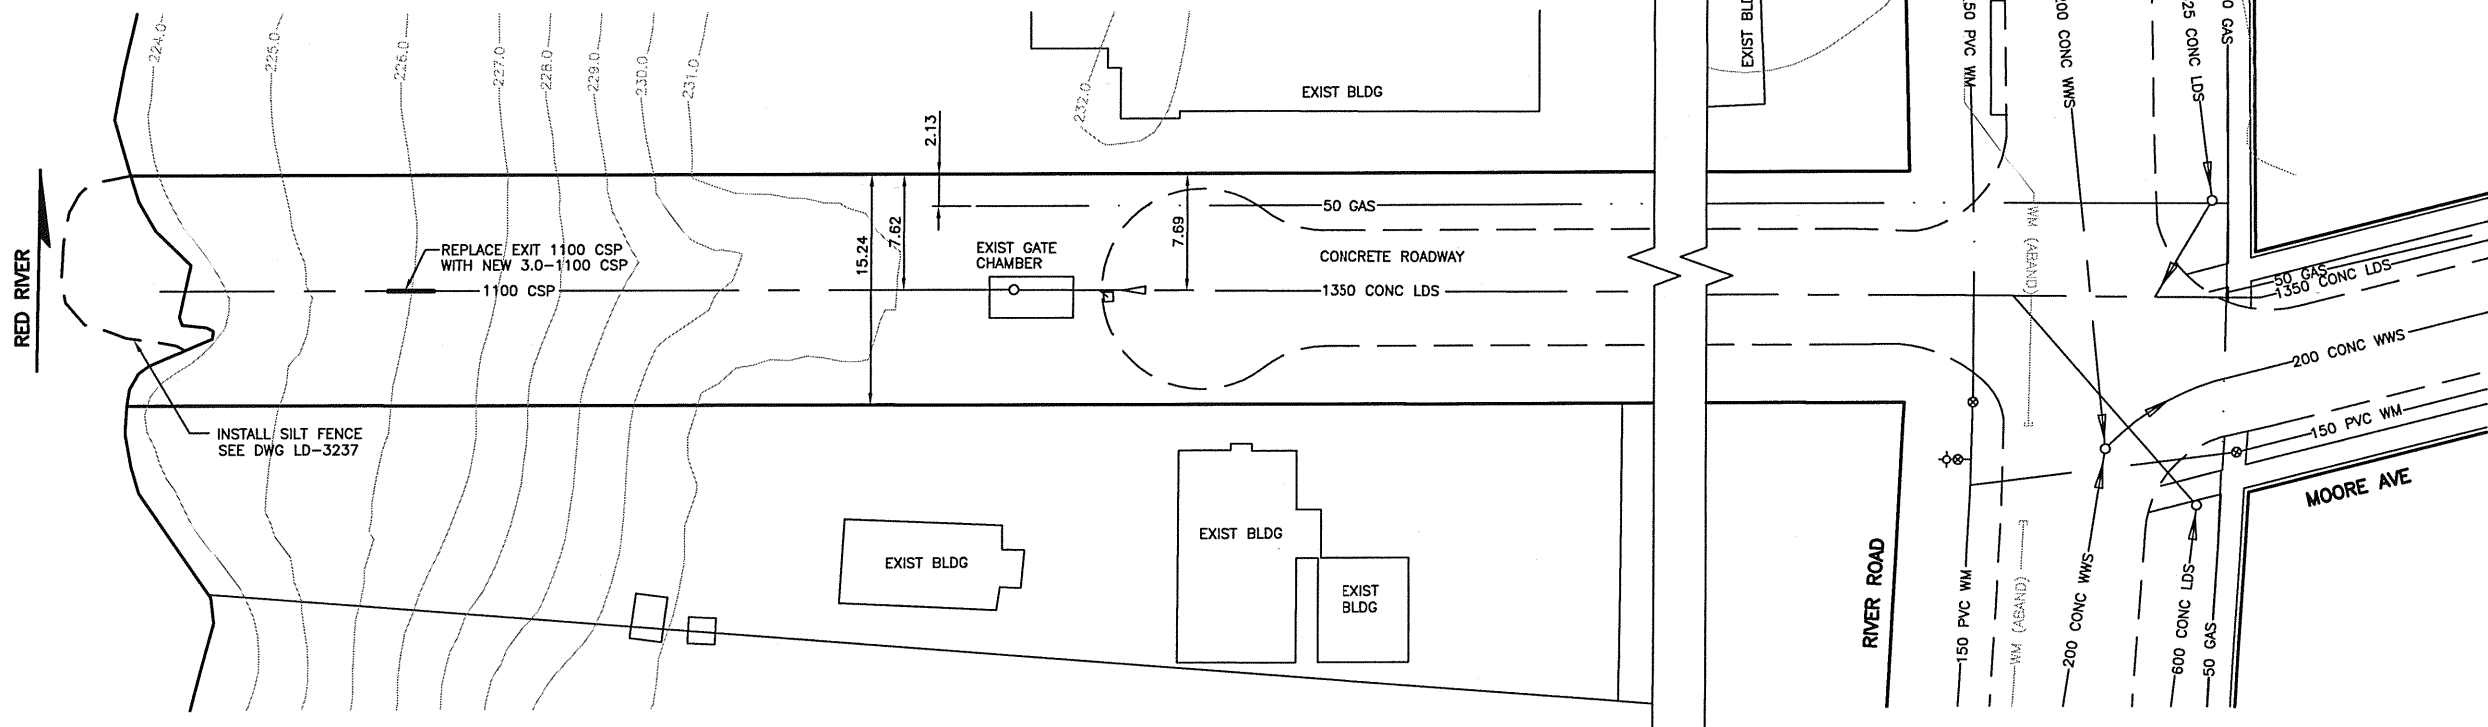 224.0
225.0
226.0
227.0
228.0
229.0
230.0
231.0
232.0
EXIST BLDG
2.13
7.62
15.24
7.69
50 GAS
EXIST GATE
CHAMBER
CONCRETE ROADWAY
1350 CONC LDS
REPLACE EXIT 1100 CSP
WITH NEW 3.0-1100 CSP
1100 CSP
RED RIVER
INSTALL SILT FENCE
SEE DWG LD-3237
EXIST BLDG
EXIST BLDG
EXIST
BLDG
EXIST BLD
50 PVC WM
00 CONC WWS
25 CONC LDS
0 GAS
WM (ABAND)
50 GAS
1350 CONC LDS
200 CONC WWS
150 PVC WM
MOORE AVE
RIVER ROAD
150 PVC WM
WM (ABAND)
200 CONC WWS
600 CONC LDS
50 GAS